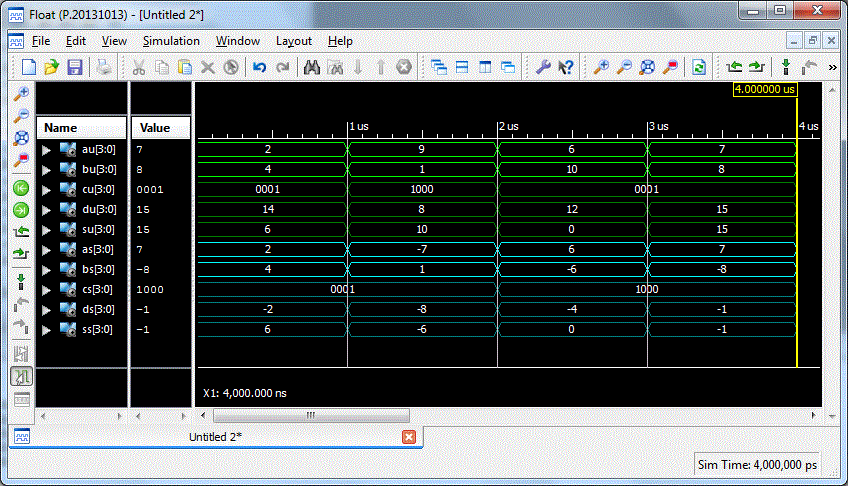 Float (P.20131013) - [Untitled 2*]
File Edit View Simulation Window Layout Help
4.000000 us
Name Value
1 us 2 us 3 us 4 us
au[3:0] 7 2 9 6 7
bu[3:0] 8 4 1 10 8
cu[3:0] 0001 0001 1000 0001
du[3:0] 15 14 8 12 15
su[3:0] 15 6 10 0 15
as[3:0] 7 2 -7 6 7
bs[3:0] -8 4 1 -6 -8
cs[3:0] 1000 0001 1000
ds[3:0] -1 -2 -8 -4 -1
ss[3:0] -1 6 -6 0 -1
X1: 4,000.000 ns
Untitled 2*
Sim Time: 4,000,000 ps